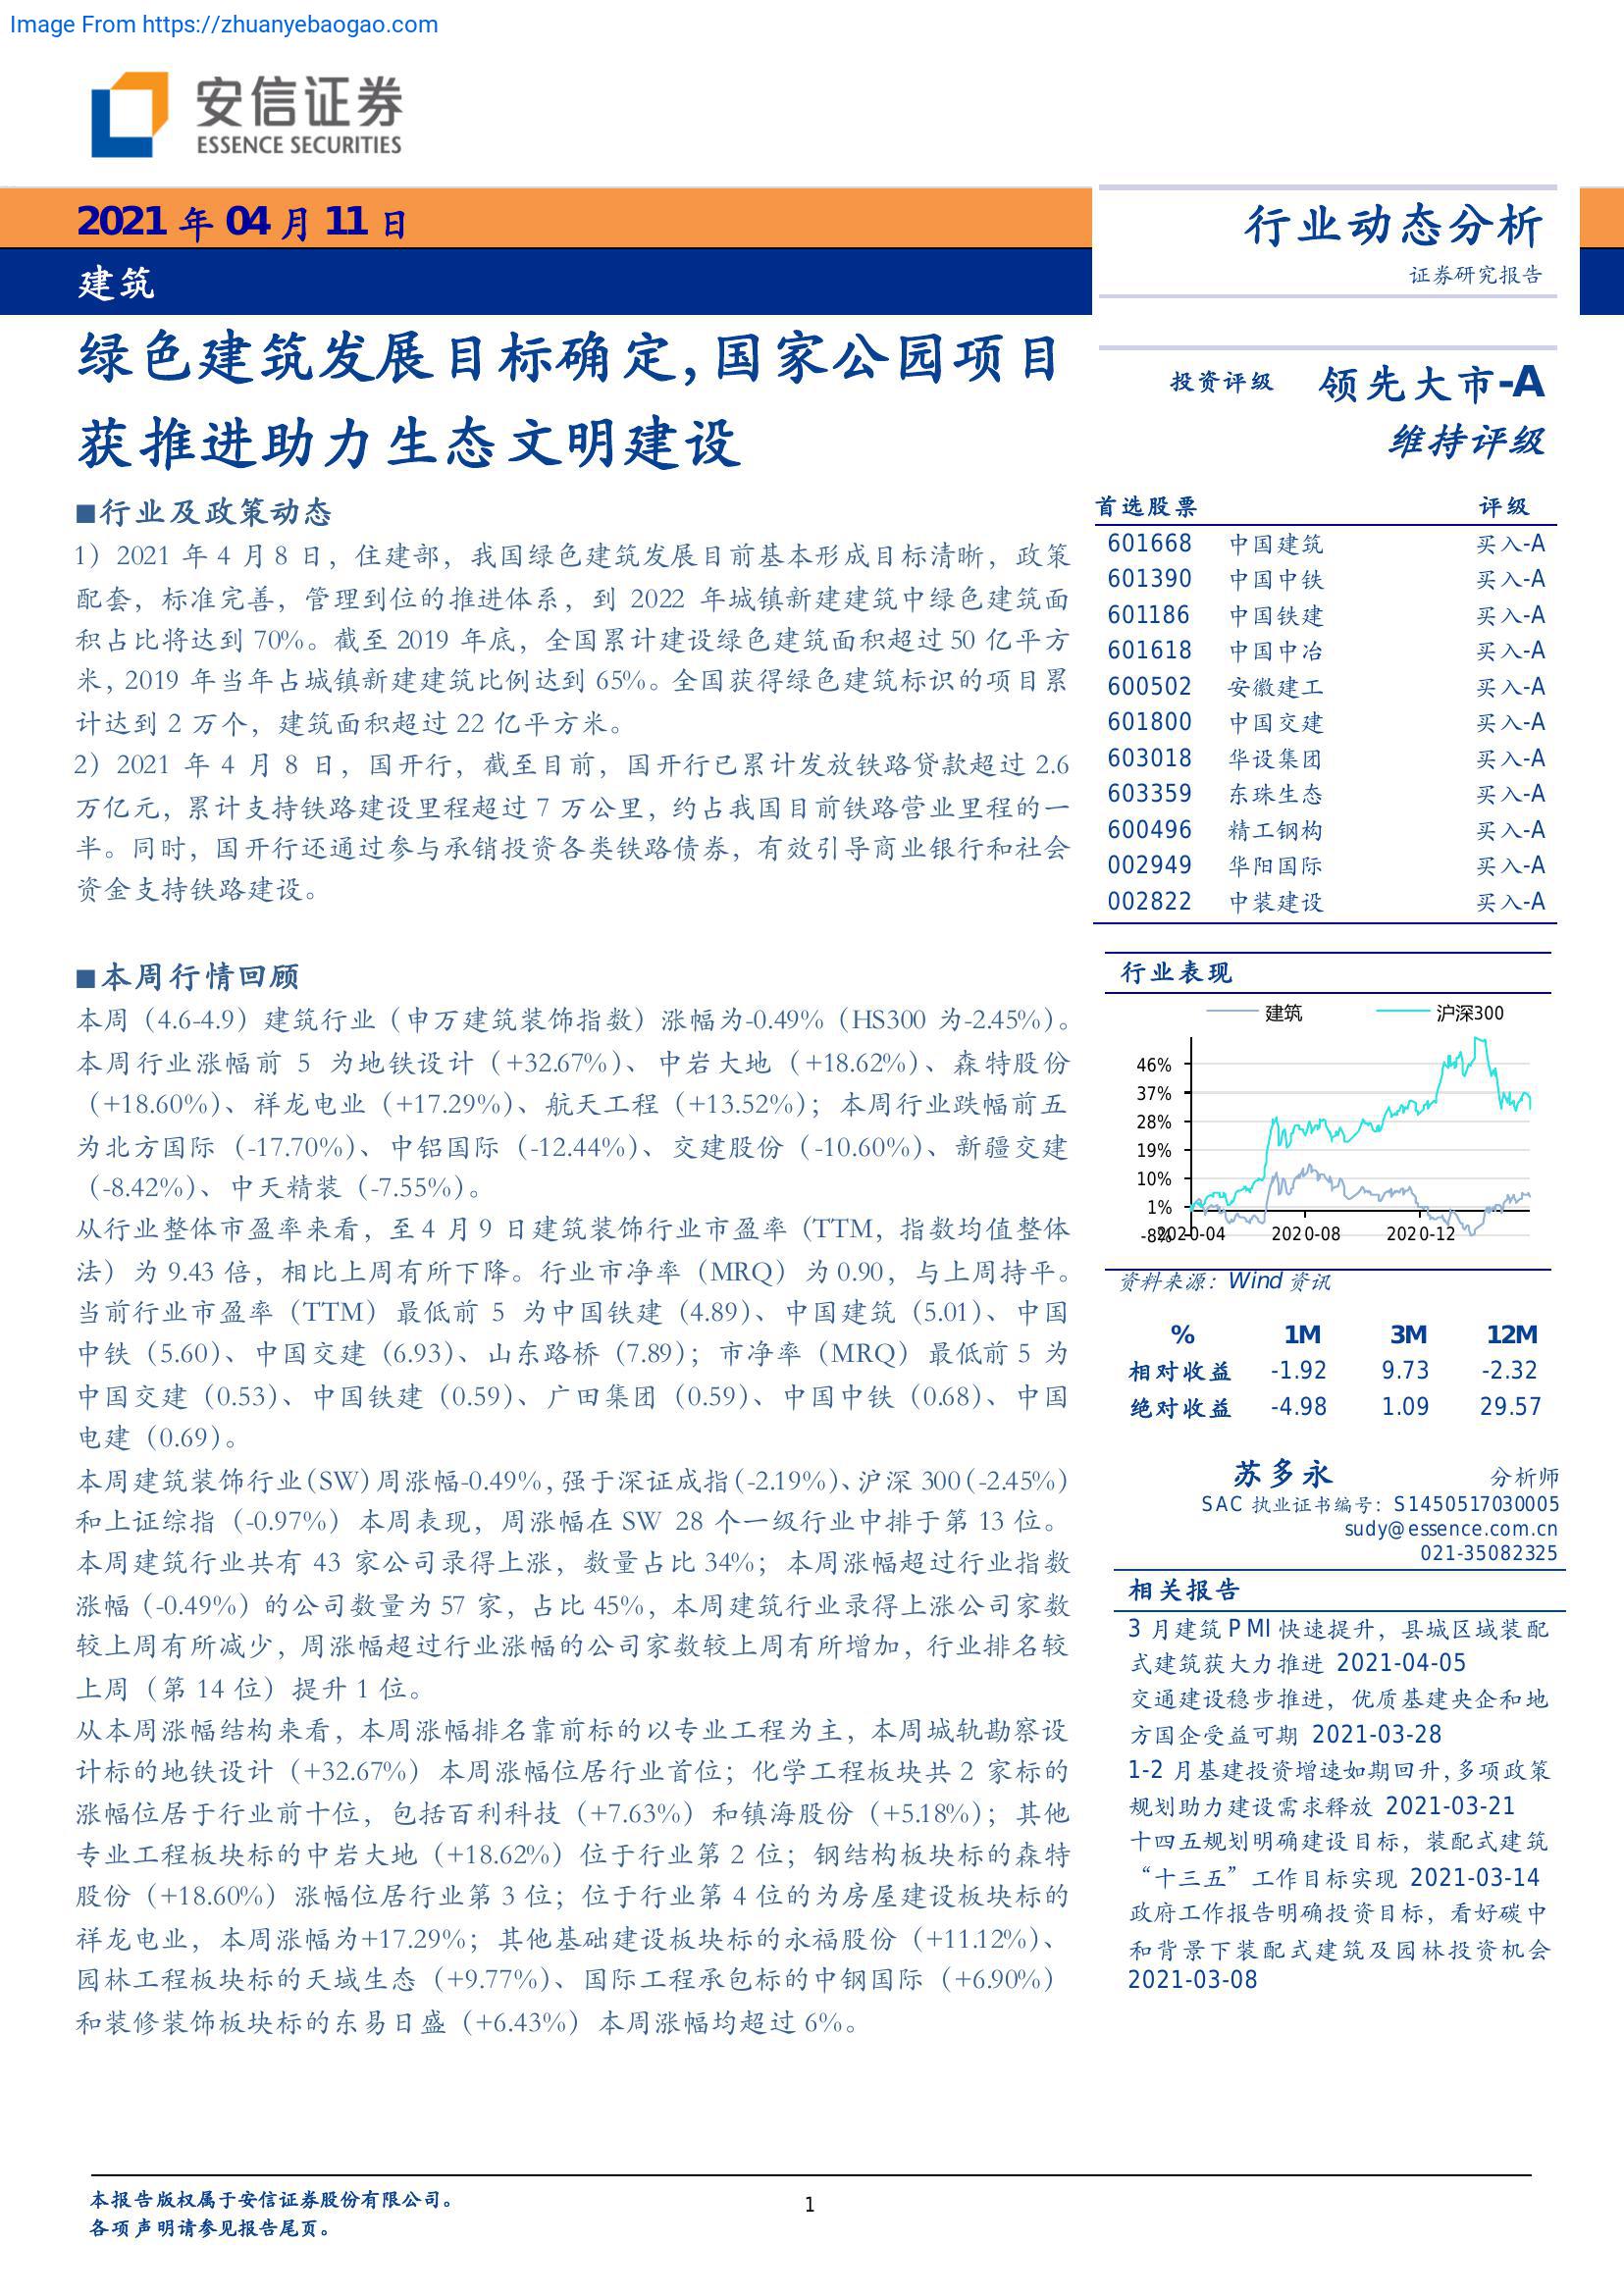 Image From https://zhuanyebaogao.com
安信证券
ESSENCE SECURITIES
2021 年 04 月 11 日
建筑
行业动态分析
证券研究报告
绿色建筑发展目标确定,国家公园项目
获推进助力生态文明建设
■行业及政策动态
1）2021 年 4 月 8 日，住建部，我国绿色建筑发展目前基本形成目标清晰，政策
配套，标准完善，管理到位的推进体系，到 2022 年城镇新建建筑中绿色建筑面
积占比将达到 70%。截至 2019 年底，全国累计建设绿色建筑面积超过 50 亿平方
米，2019 年当年占城镇新建建筑比例达到 65%。全国获得绿色建筑标识的项目累
计达到 2 万个，建筑面积超过 22 亿平方米。
2）2021 年 4 月 8 日，国开行，截至目前，国开行已累计发放铁路贷款超过 2.6
万亿元，累计支持铁路建设里程超过 7 万公里，约占我国目前铁路营业里程的一
半。同时，国开行还通过参与承销投资各类铁路债券，有效引导商业银行和社会
资金支持铁路建设。
■本周行情回顾
本周（4.6-4.9）建筑行业（申万建筑装饰指数）涨幅为-0.49%（HS300 为-2.45%）。
本周行业涨幅前 5 为地铁设计（+32.67%）、中岩大地（+18.62%）、森特股份
（+18.60%）、祥龙电业（+17.29%）、航天工程（+13.52%）；本周行业跌幅前五
为北方国际（-17.70%）、中铝国际（-12.44%）、交建股份（-10.60%）、新疆交建
（-8.42%）、中天精装（-7.55%）。
从行业整体市盈率来看，至 4 月 9 日建筑装饰行业市盈率（TTM，指数均值整体
法）为 9.43 倍，相比上周有所下降。行业市净率（MRQ）为 0.90，与上周持平。
当前行业市盈率（TTM）最低前 5 为中国铁建（4.89）、中国建筑（5.01）、中国
中铁（5.60）、中国交建（6.93）、山东路桥（7.89）；市净率（MRQ）最低前 5 为
中国交建（0.53）、中国铁建（0.59）、广田集团（0.59）、中国中铁（0.68）、中国
电建（0.69）。
本周建筑装饰行业（SW）周涨幅-0.49%，强于深证成指（-2.19%）、沪深 300（-2.45%）
和上证综指（-0.97%）本周表现，周涨幅在 SW 28 个一级行业中排于第 13 位。
本周建筑行业共有 43 家公司录得上涨，数量占比 34%；本周涨幅超过行业指数
涨幅（-0.49%）的公司数量为 57 家，占比 45%，本周建筑行业录得上涨公司家数
较上周有所减少，周涨幅超过行业涨幅的公司家数较上周有所增加，行业排名较
上周（第 14 位）提升 1 位。
从本周涨幅结构来看，本周涨幅排名靠前标的以专业工程为主，本周城轨勘察设
计标的地铁设计（+32.67%）本周涨幅位居行业首位；化学工程板块共 2 家标的
涨幅位居于行业前十位，包括百利科技（+7.63%）和镇海股份（+5.18%）；其他
专业工程板块标的中岩大地（+18.62%）位于行业第 2 位；钢结构板块标的森特
股份（+18.60%）涨幅位居行业第 3 位；位于行业第 4 位的为房屋建设板块标的
祥龙电业，本周涨幅为+17.29%；其他基础建设板块标的永福股份（+11.12%）、
园林工程板块标的天域生态（+9.77%）、国际工程承包标的中钢国际（+6.90%）
和装修装饰板块标的东易日盛（+6.43%）本周涨幅均超过 6%。
投资评级 领先大市-A
维持评级
首选股票 评级
601668 中国建筑 买入-A
601390 中国中铁 买入-A
601186 中国铁建 买入-A
601618 中国中冶 买入-A
600502 安徽建工 买入-A
601800 中国交建 买入-A
603018 华设集团 买入-A
603359 东珠生态 买入-A
600496 精工钢构 买入-A
002949 华阳国际 买入-A
002822 中装建设 买入-A
行业表现
建筑 沪深300
46%
37%
28%
19%
10%
1%
-8%
2020-04 2020-08 2020-12
资料来源：Wind 资讯
% 1M 3M 12M
相对收益 -1.92 9.73 -2.32
绝对收益 -4.98 1.09 29.57
苏多永 分析师
SAC 执业证书编号：S1450517030005
sudy@essence.com.cn
021-35082325
相关报告
3 月建筑 PMI 快速提升，县城区域装配
式建筑获大力推进 2021-04-05
交通建设稳步推进，优质基建央企和地
方国企受益可期 2021-03-28
1-2 月基建投资增速如期回升，多项政策
规划助力建设需求释放 2021-03-21
十四五规划明确建设目标，装配式建筑
“十三五”工作目标实现 2021-03-14
政府工作报告明确投资目标，看好碳中
和背景下装配式建筑及园林投资机会
2021-03-08
本报告版权属于安信证券股份有限公司。
各项声明请参见报告尾页。
1